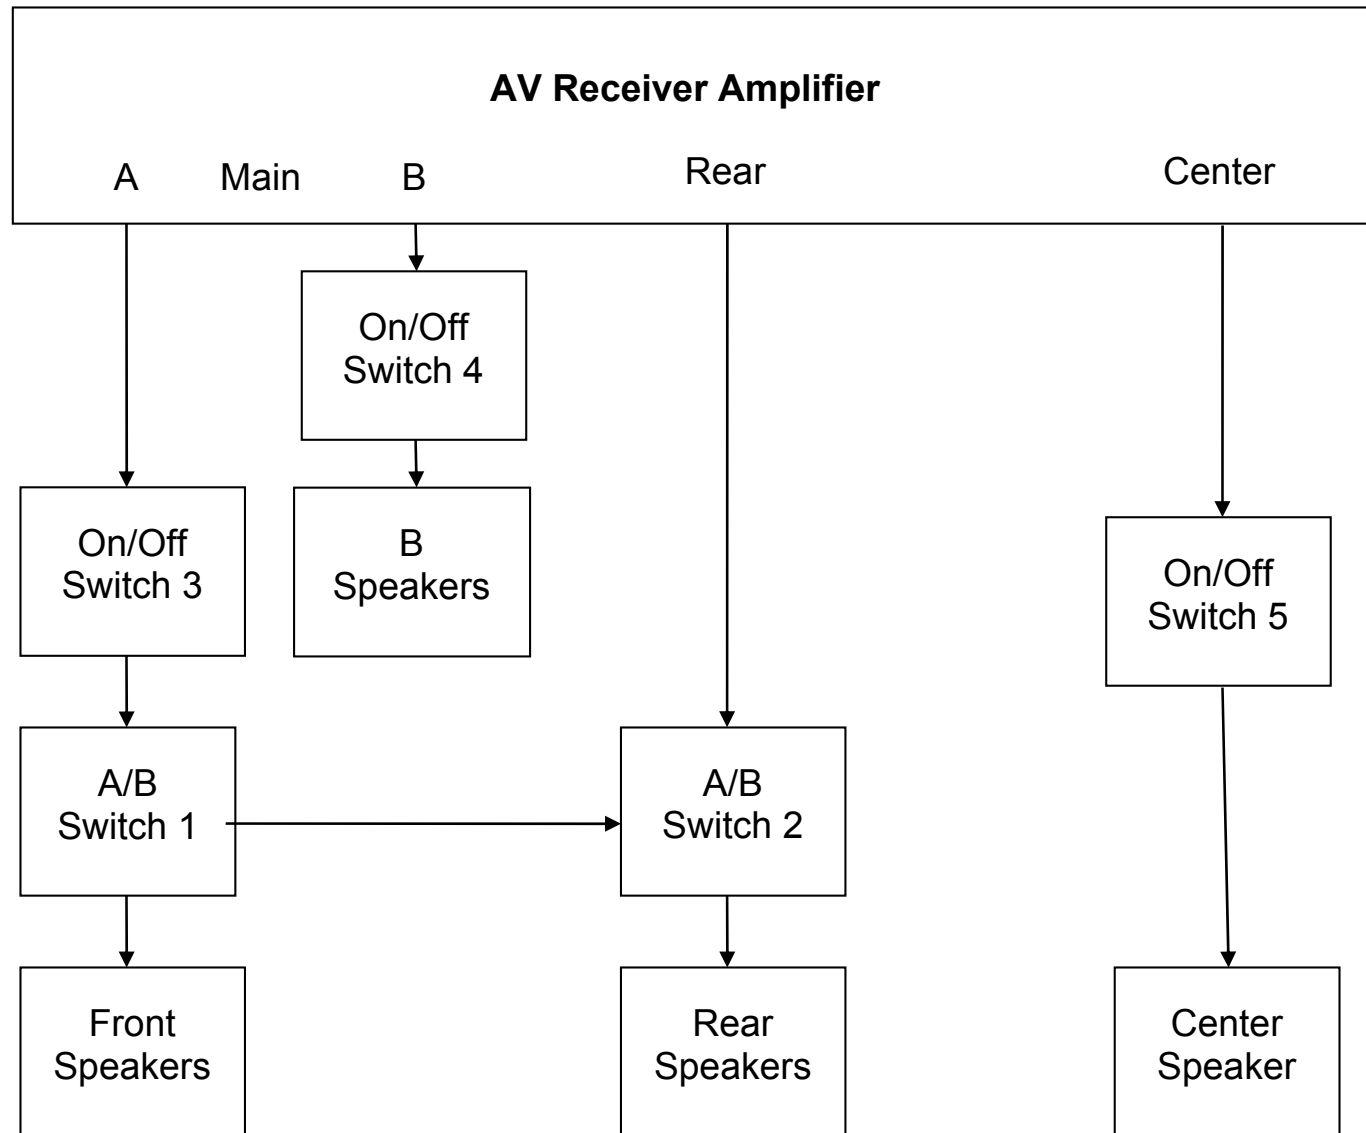 AV Receiver Amplifier
A Main B Rear Center
On/Off
Switch 4
On/Off
Switch 3
B
Speakers
On/Off
Switch 5
A/B
Switch 1
A/B
Switch 2
Front
Speakers
Rear
Speakers
Center
Speaker